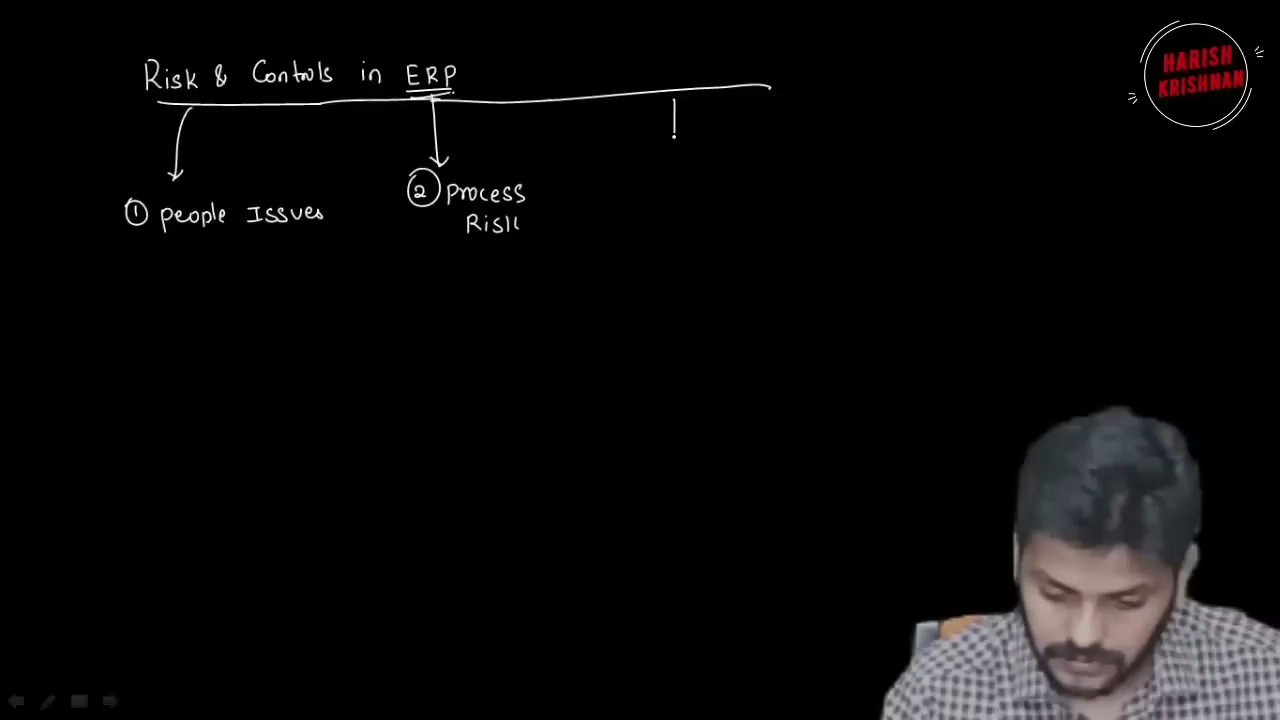 Risk & Controls in ERP
① People Issues
② Process
Risk
HARISH
KRISHNAN